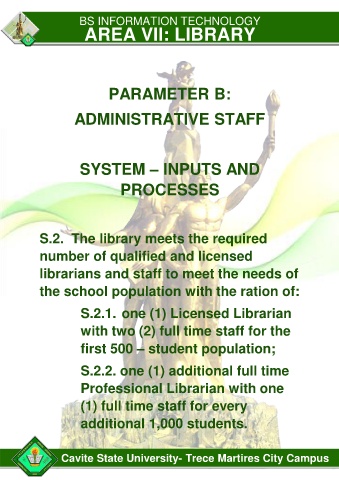 BS INFORMATION TECHNOLOGY
AREA VII: LIBRARY
PARAMETER B:
ADMINISTRATIVE STAFF
SYSTEM – INPUTS AND
PROCESSES
S.2. The library meets the required
number of qualified and licensed
librarians and staff to meet the needs of
the school population with the ration of:
S.2.1. one (1) Licensed Librarian
with two (2) full time staff for the
first 500 – student population;
S.2.2. one (1) additional full time
Professional Librarian with one
(1) full time staff for every
additional 1,000 students.
Cavite State University- Trece Martires City Campus